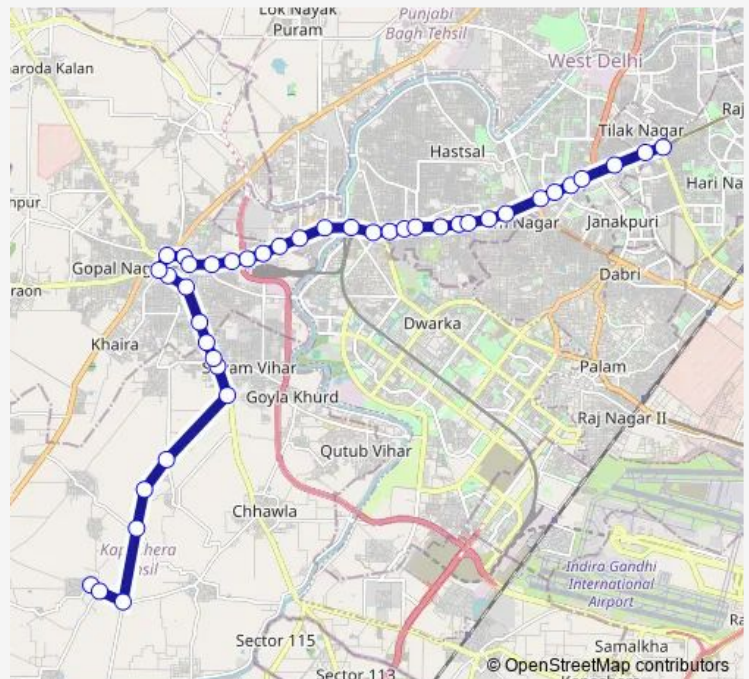 Lok Nayak
Puram
Punjabi
Bagh Tehsil
aroda Kalan
West Delhi
Raj
Tilak Nagar
Hastsal
Hari Na
npur
m Nagar
Janakpuri
Gopal Nag
Dabri
raon
Dwarka
Khaira
Palam
Goyla Khurd
Raj Nagar II
Qutub Vihar
Chhawla
Indira Gandhi
International
Airport
Sector 115
Samalkha
Sector 113
© OpenStreetMap contributors